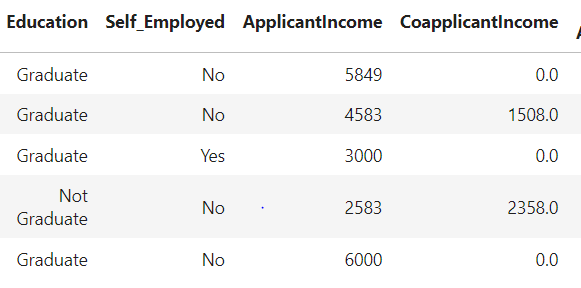 Education Self_Employed ApplicantIncome CoapplicantIncome
Graduate No 5849 0.0
Graduate No 4583 1508.0
Graduate Yes 3000 0.0
Not
Graduate No 2583 2358.0
Graduate No 6000 0.0